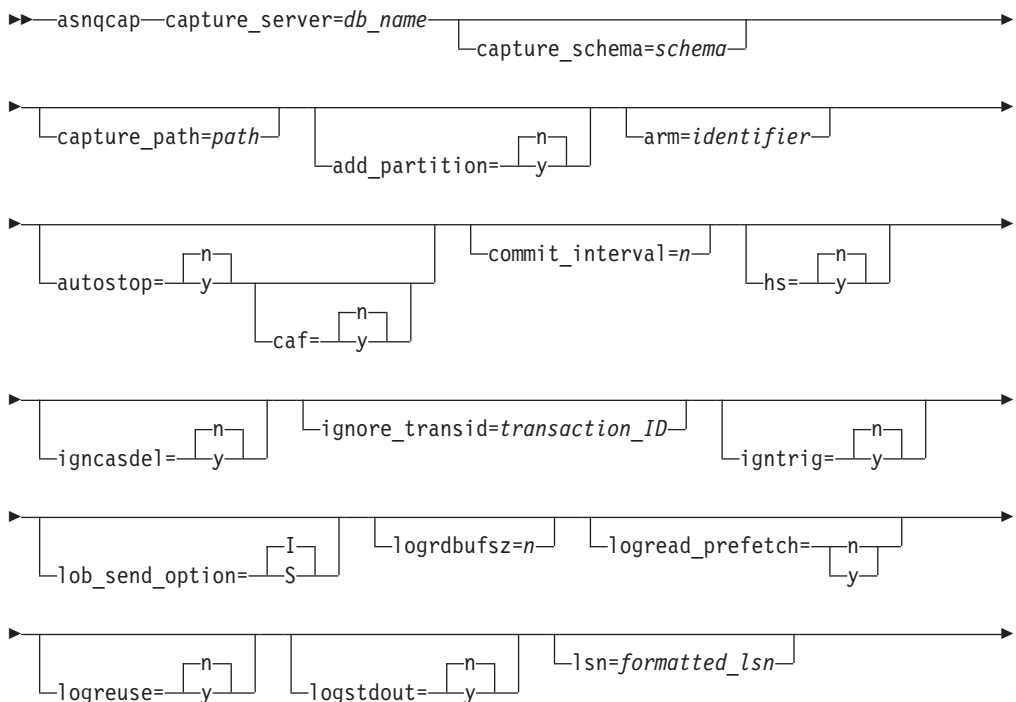 asnqcap capture_server=db_name
capture_schema=schema
capture_path=path
add_partition= n
y
arm=identifier
autostop= n
y
caf= n
y
commit_interval=n
hs= n
y
igncasdel= n
y
ignore_transid=transaction_ID
igntrig= n
y
lob_send_option= I
S
logrdbufsz=n
logread_prefetch= n
y
logreuse= n
y
logstdout= n
y
lsn=formatted_lsn